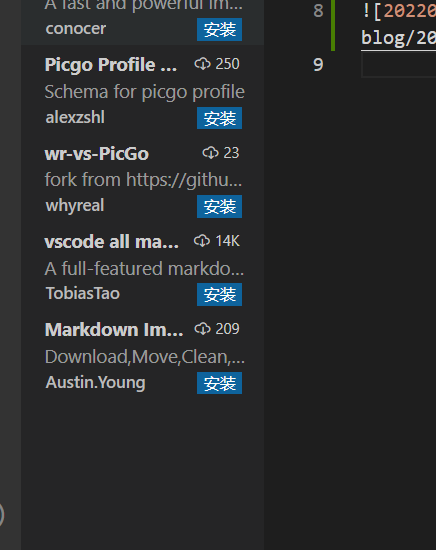 A fast and powerful im...
conocer 安装
Picgo Profile ... 250
Schema for picgo profile
alexzshl 安装
wr-vs-PicGo 23
fork from https://githu...
whyreal 安装
vscode all ma... 14K
A full-featured markdo...
TobiasTao 安装
Markdown Im... 209
Download,Move,Clean,...
Austin.Young 安装
8 ![20220
blog/20
9
)